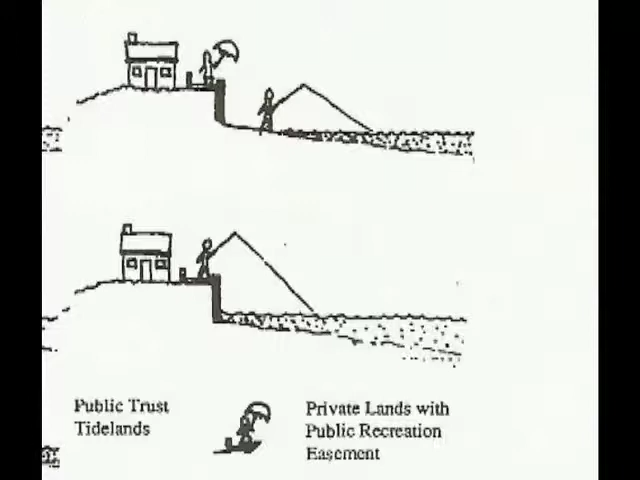 Public Trust
Tidelands
Private Lands with
Public Recreation
Easement